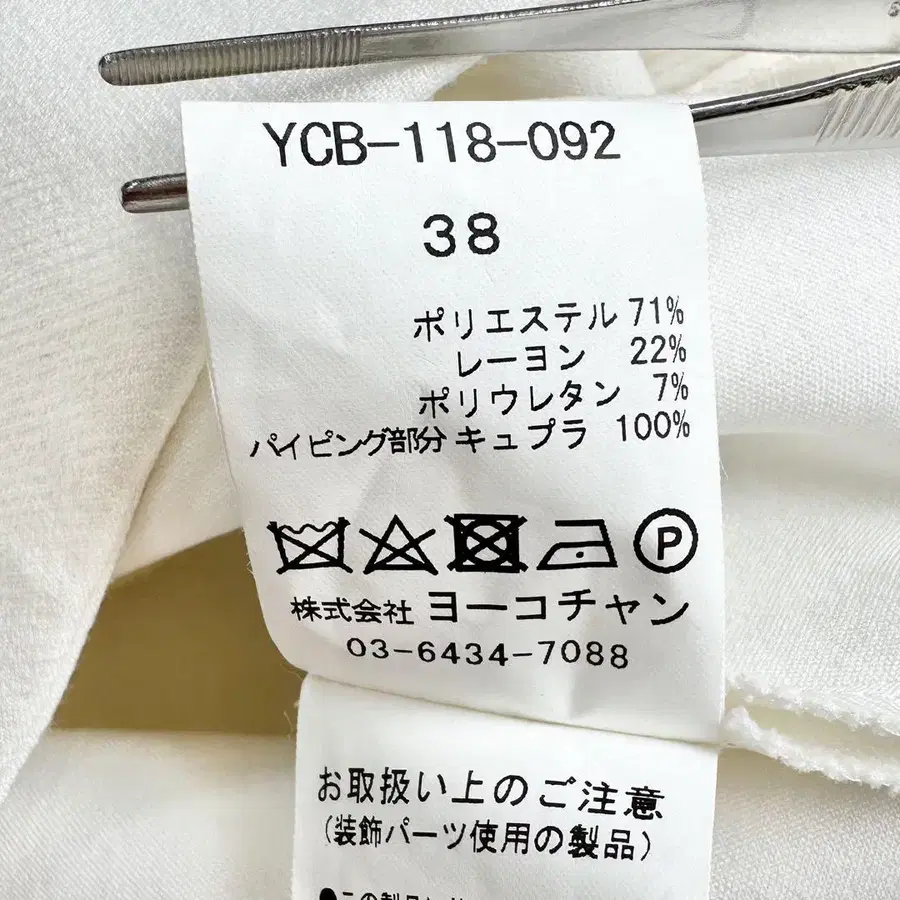 YCB-118-092
38
ポリエステル 71%
レーヨン 22%
ポリウレタン 7%
パイピング部分 キュプラ 100%
P
株式会社 ヨーコチャン
03-6434-7088
お取扱い上のご注意
(装飾パーツ使用の製品)